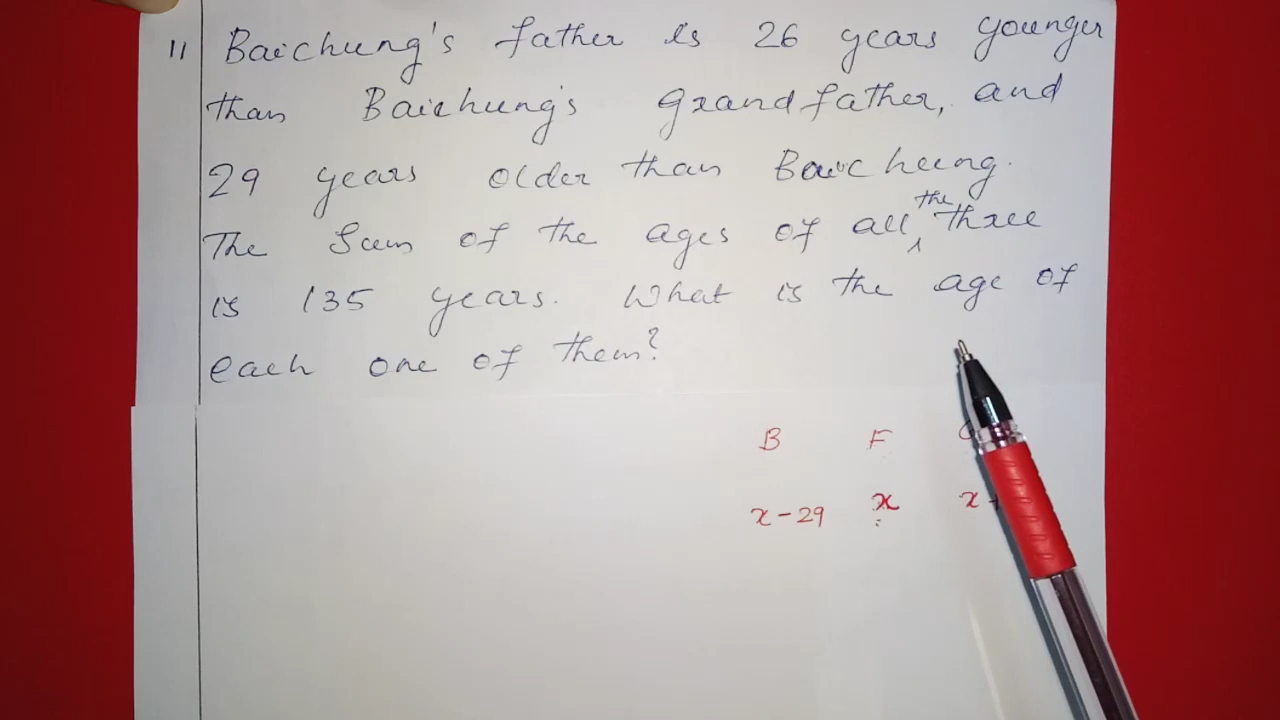 11 Baichung's father is 26 years younger
than Baichung's grandfather, and
29 years older than Baichung.
The Sum of the ages of all the three
is 135 years. What is the age of
each one of them?
B F
x - 29 x x